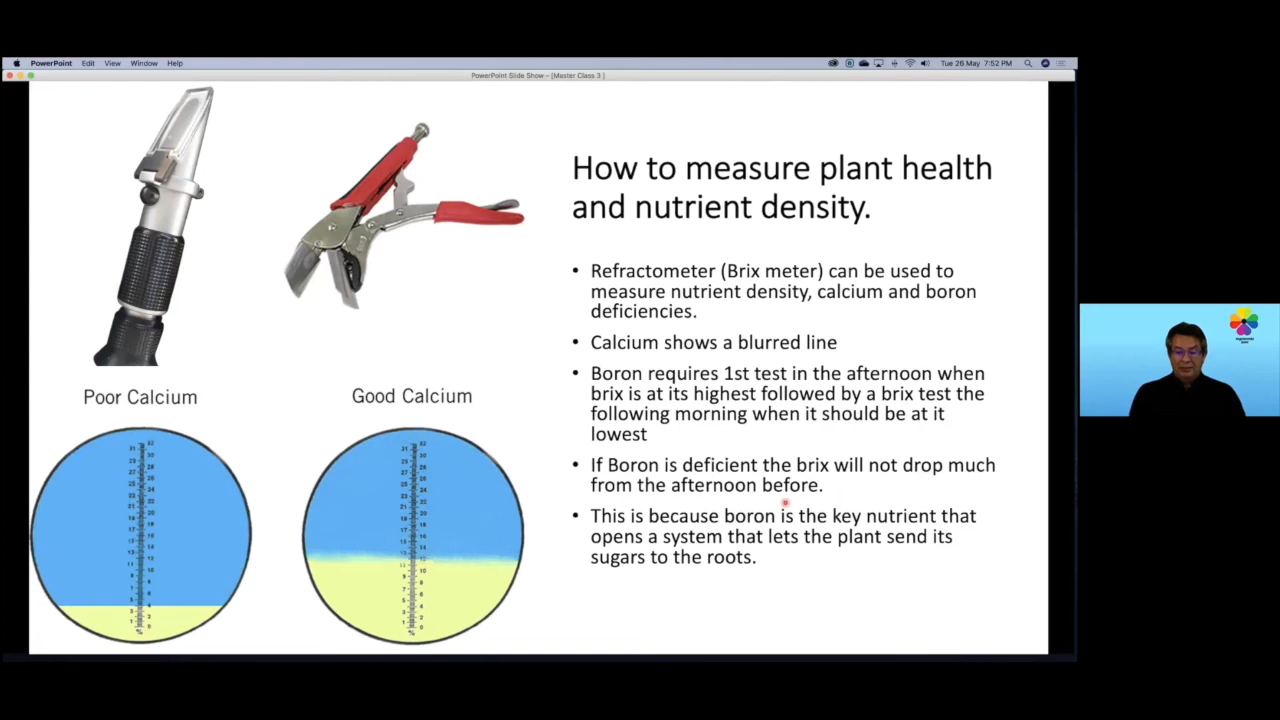 PowerPoint Edit View Window Help
Tue 26 May 7:52 PM
PowerPoint Slide Show - [Master Class 3 ]
How to measure plant health
and nutrient density.
• Refractometer (Brix meter) can be used to
measure nutrient density, calcium and boron
deficiencies.
• Calcium shows a blurred line
• Boron requires 1st test in the afternoon when
brix is at its highest followed by a brix test the
following morning when it should be at it
lowest
• If Boron is deficient the brix will not drop much
from the afternoon before.
• This is because boron is the key nutrient that
opens a system that lets the plant send its
sugars to the roots.
Poor Calcium
Good Calcium